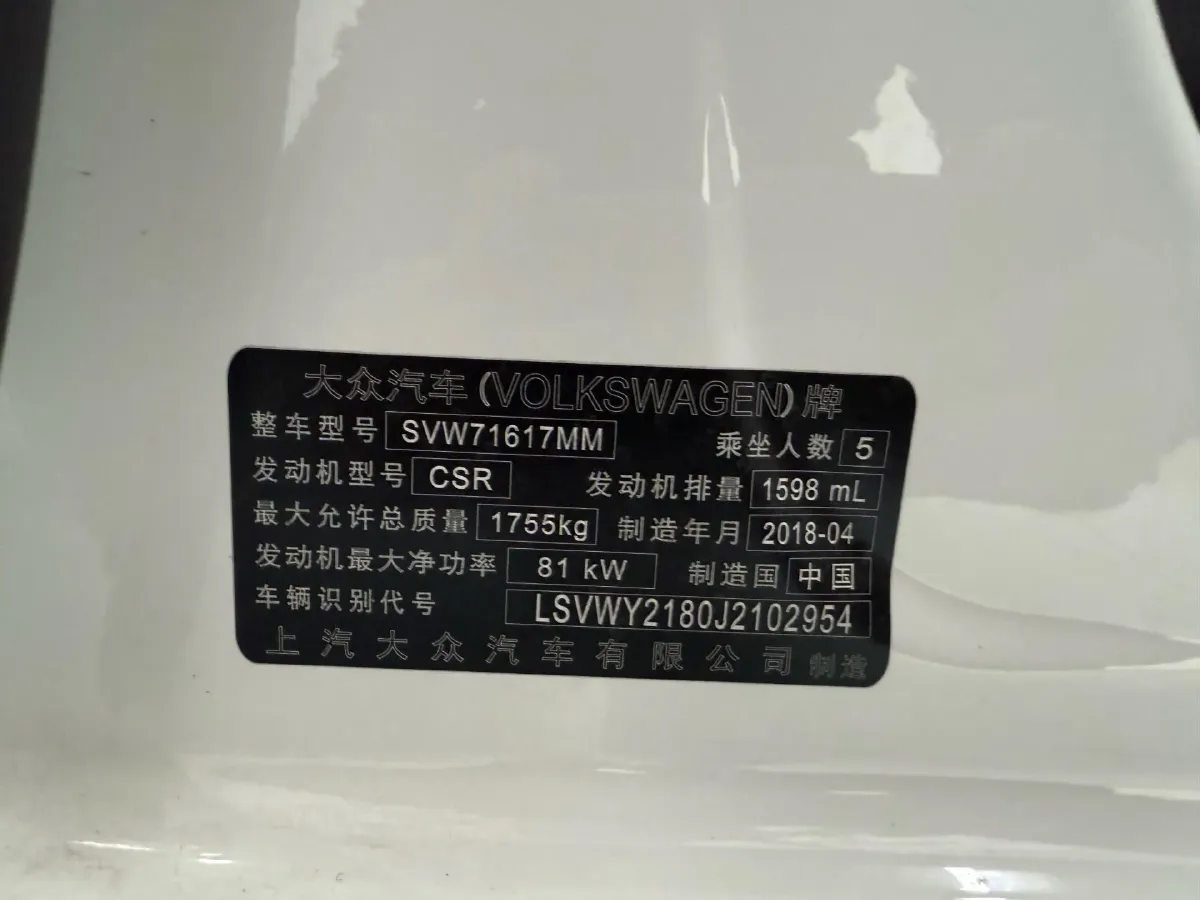 大众汽车(VOLKSWAGEN)牌
整车型号 SVW71617MM 乘坐人数 5
发动机型号 CSR 发动机排量 1598 mL
最大允许总质量 1755kg 制造年月 2018-04
发动机最大净功率 81 kW 制造国 中国
车辆识别代号 LSVWY2180J2102954
上汽大众汽车有限公司 制造